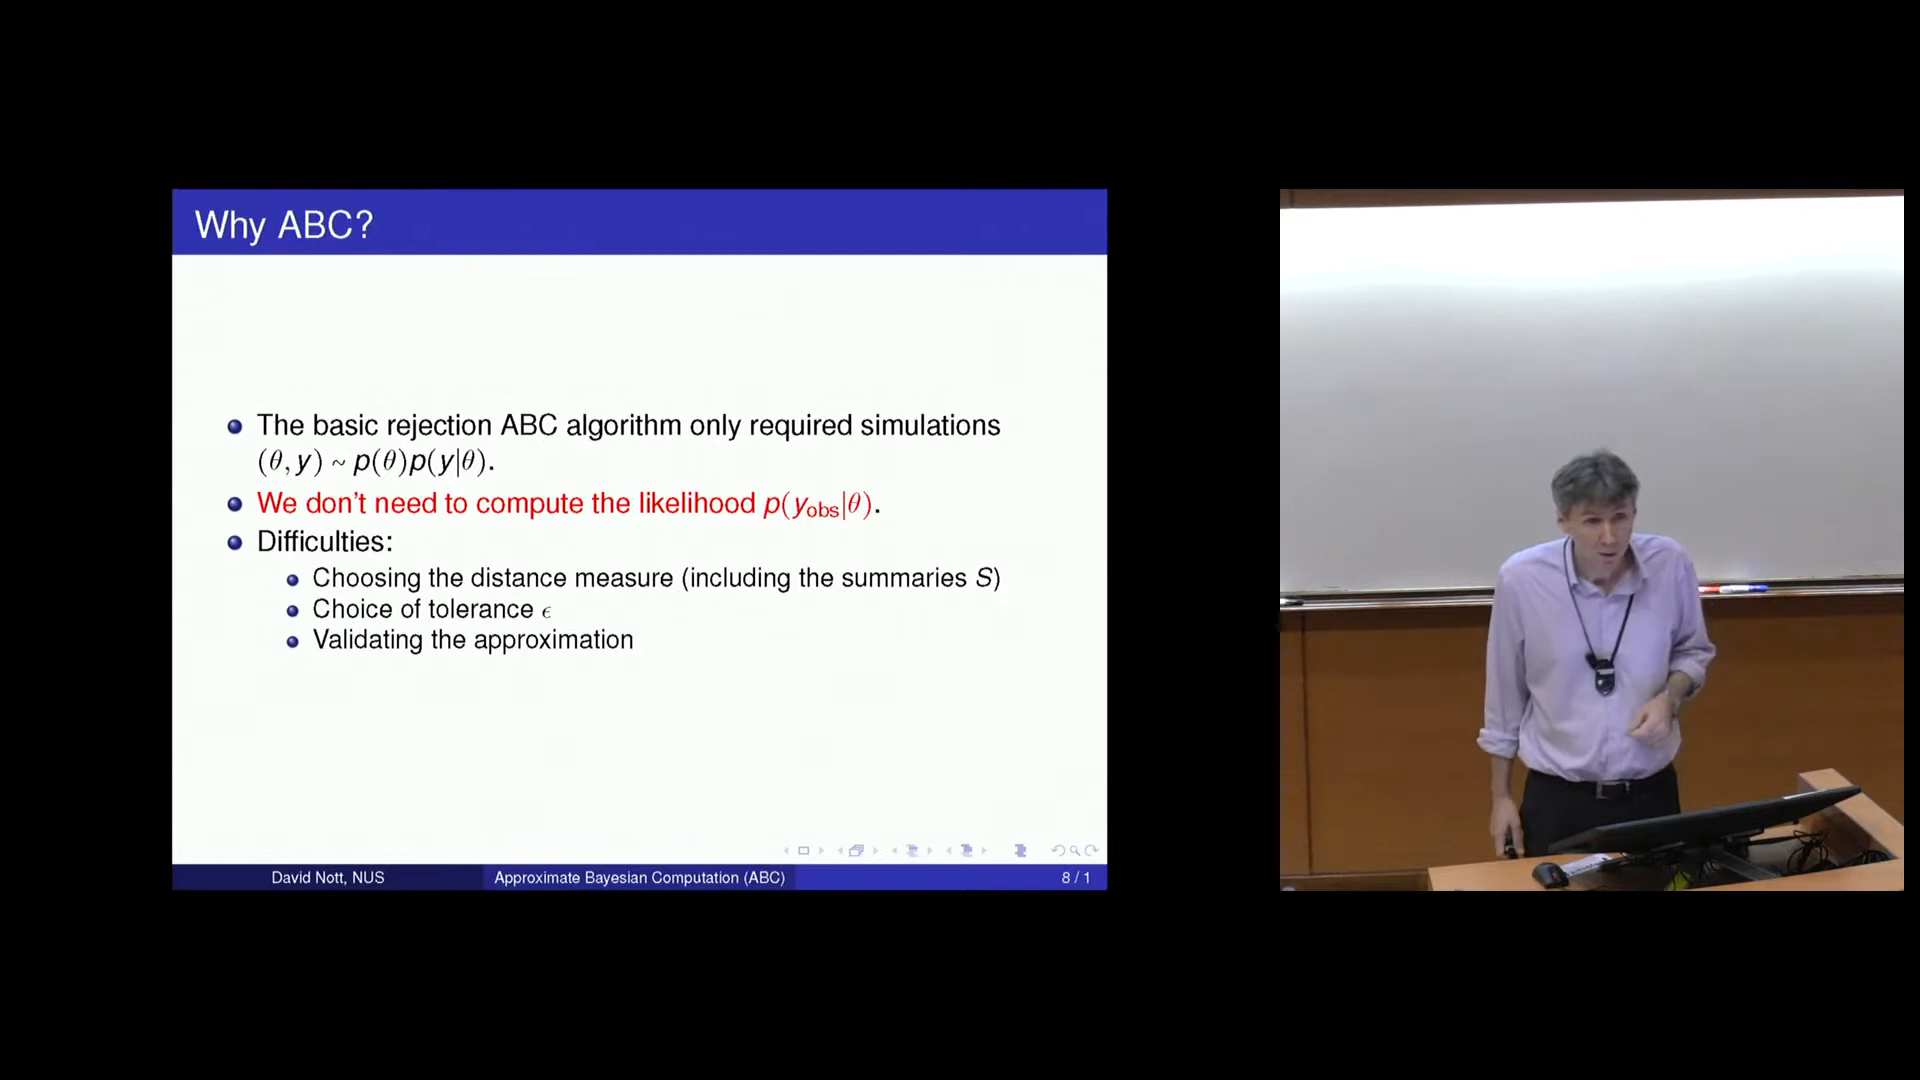 Why ABC?
The basic rejection ABC algorithm only required simulations
(θ, y) ~ p(θ)p(y|θ).
We don't need to compute the likelihood p(y_obs|θ).
Difficulties:
Choosing the distance measure (including the summaries S)
Choice of tolerance ϵ
Validating the approximation
David Nott, NUS
Approximate Bayesian Computation (ABC)
8 / 1